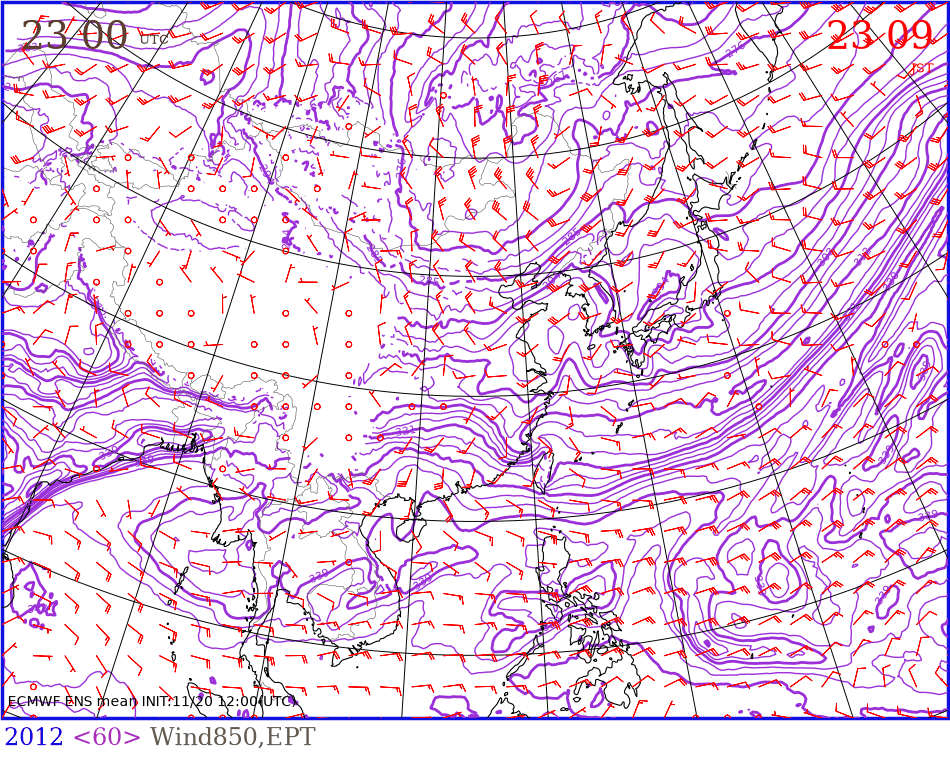 23 00 UTC
23 09 JST
321
ECMWF ENS mean INIT:11/20 12:00(UTC)
2012 <60> Wind850,EPT